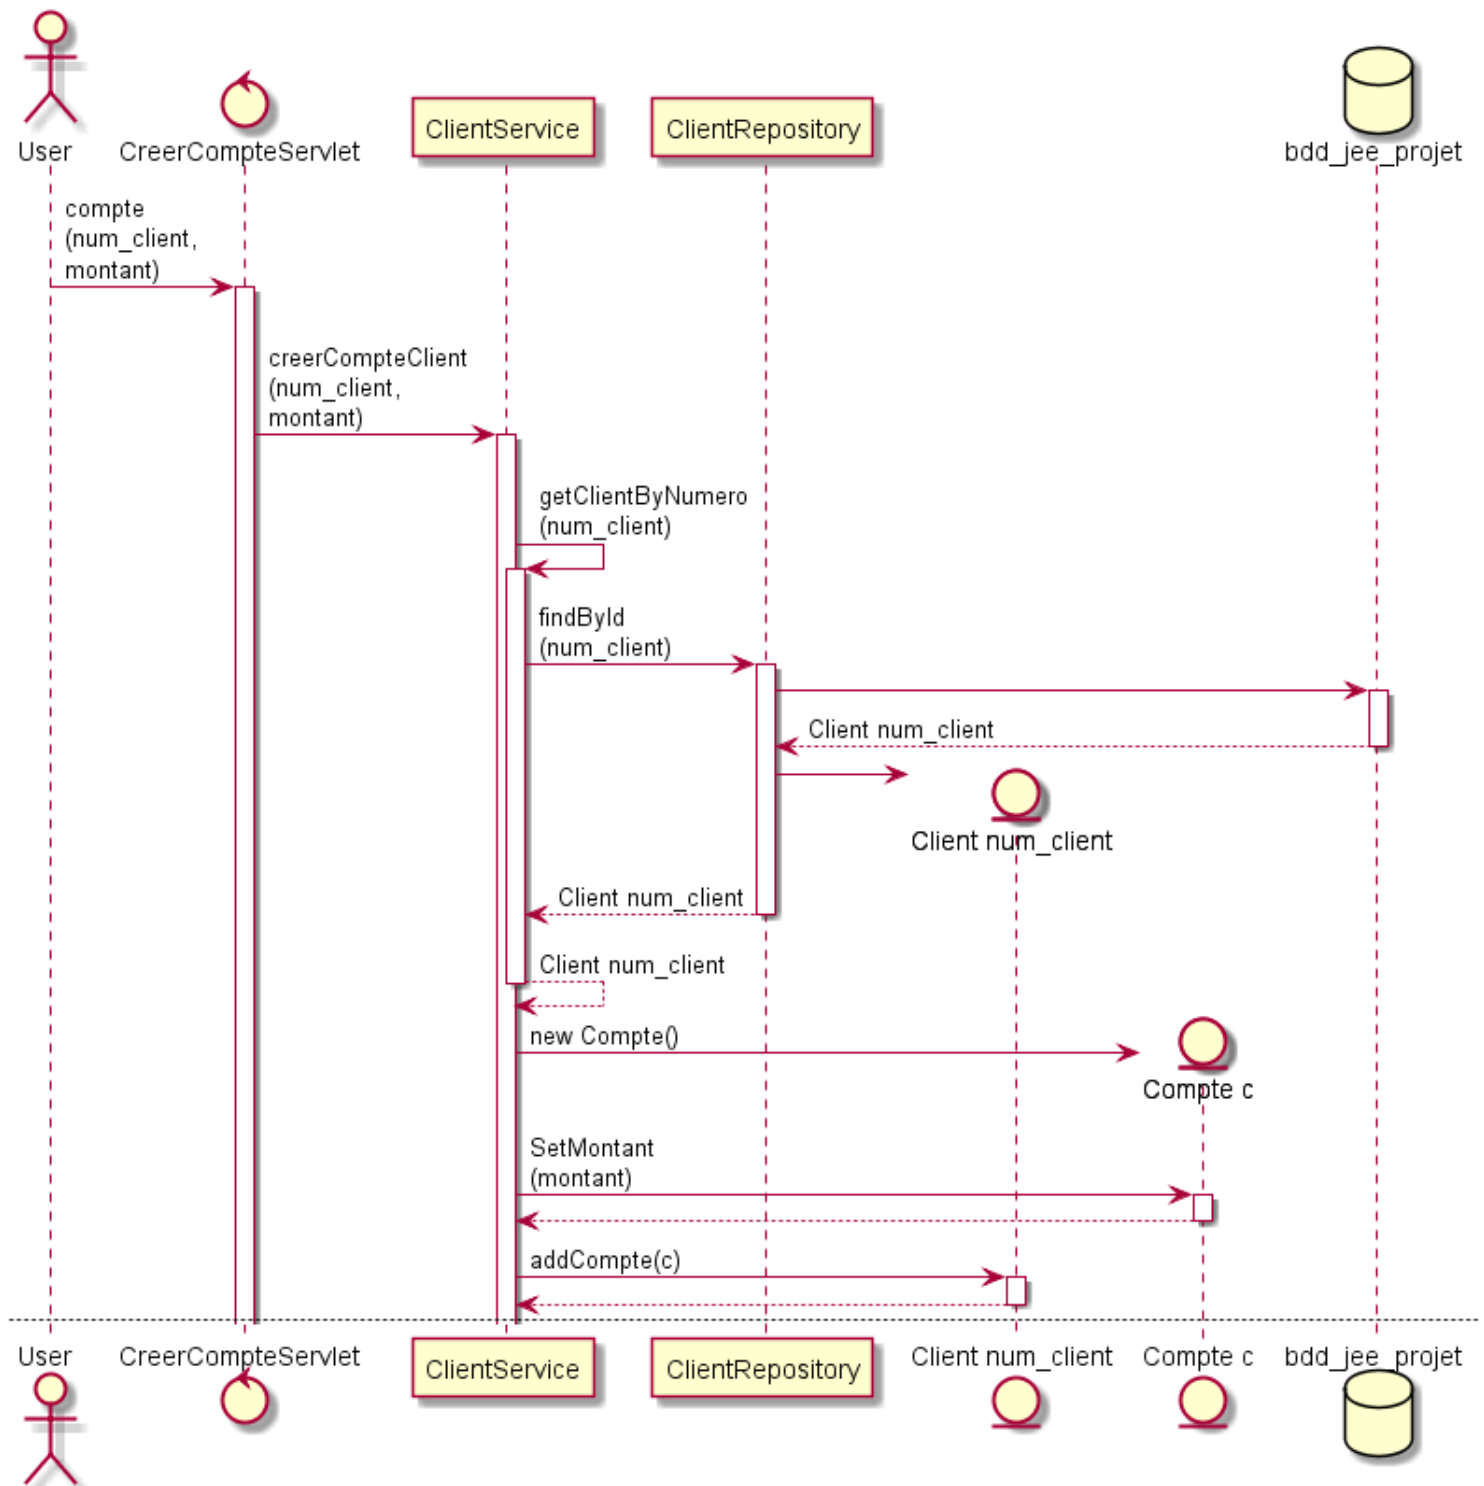 User
CreerCompteServlet
ClientService
ClientRepository
bdd_jee_projet
compte
(num_client,
montant)
creerCompteClient
(num_client,
montant)
getClientByNumero
(num_client)
findById
(num_client)
Client num_client
Client num_client
Client num_client
Client num_client
new Compte()
Compte c
SetMontant
(montant)
addCompte(c)
User
CreerCompteServlet
ClientService
ClientRepository
Client num_client
Compte c
bdd_jee_projet